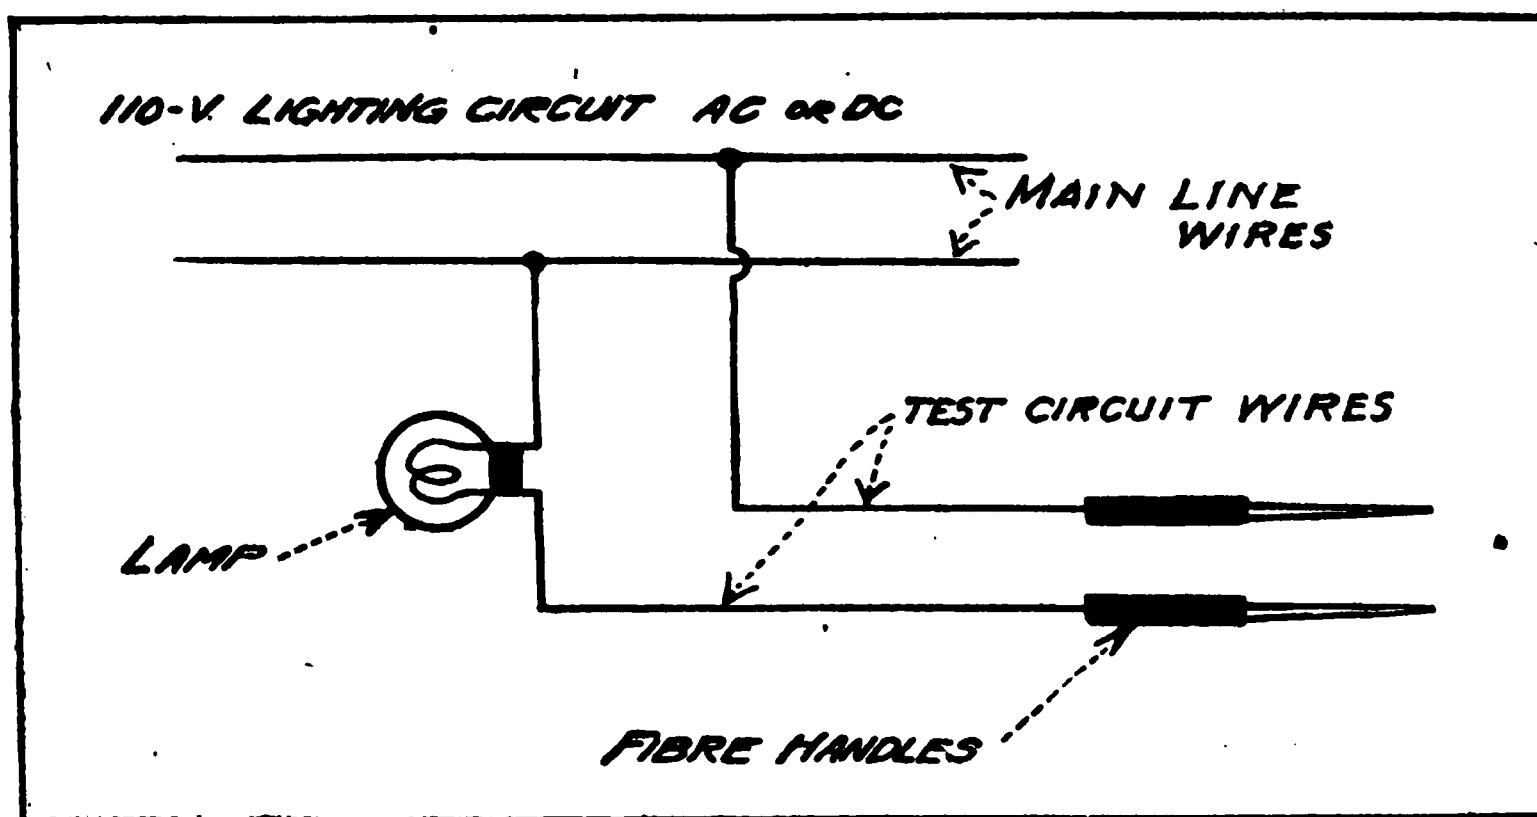 110-V. LIGHTING CIRCUIT AC or DC
MAIN LINE
WIRES
TEST CIRCUIT WIRES
LAMP
FIBRE HANDLES